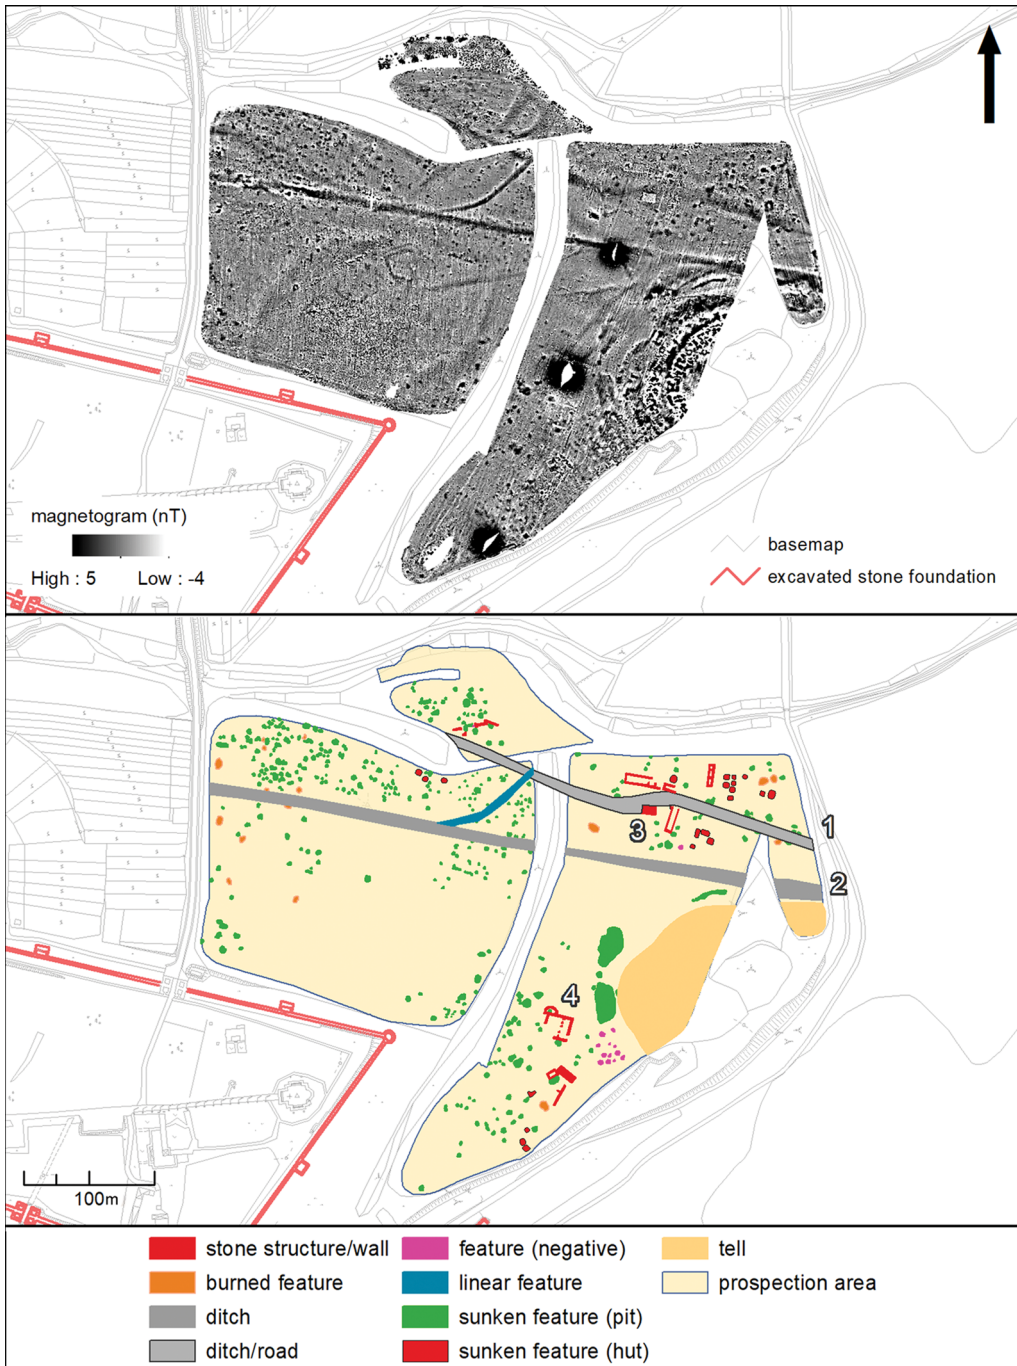 magnetogram (nT)
High : 5 Low : -4
basemap
excavated stone foundation
1
3
2
4
100m
stone structure/wall
burned feature
ditch
ditch/road
feature (negative)
linear feature
sunken feature (pit)
sunken feature (hut)
tell
prospection area